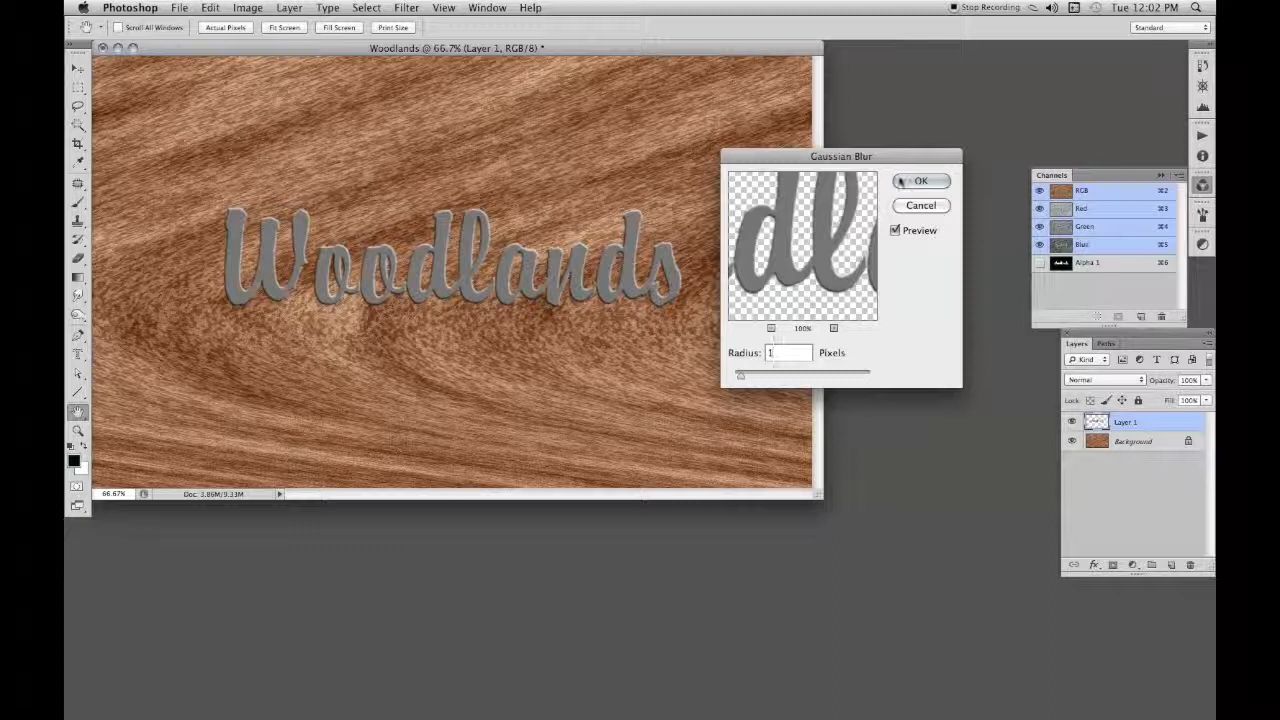 Photoshop File Edit Image Layer Type Select Filter View Window Help Stop Recording Tue 12:02 PM
Scroll All Windows Actual Pixels Fit Screen Fill Screen Print Size Standard
Woodlands @ 66.7% (Layer 1, RGB/8) *
Woodlands
Gaussian Blur
dl
OK
Cancel
Preview
100%
Radius: 1 Pixels
Channels
RGB ⌘2
Red ⌘3
Green ⌘4
Blue ⌘5
Alpha 1 ⌘6
Layers Paths
Kind
Normal Opacity: 100%
Lock: Fill: 100%
Layer 1
Background
fx
66.67% Doc: 3.86M/9.33M